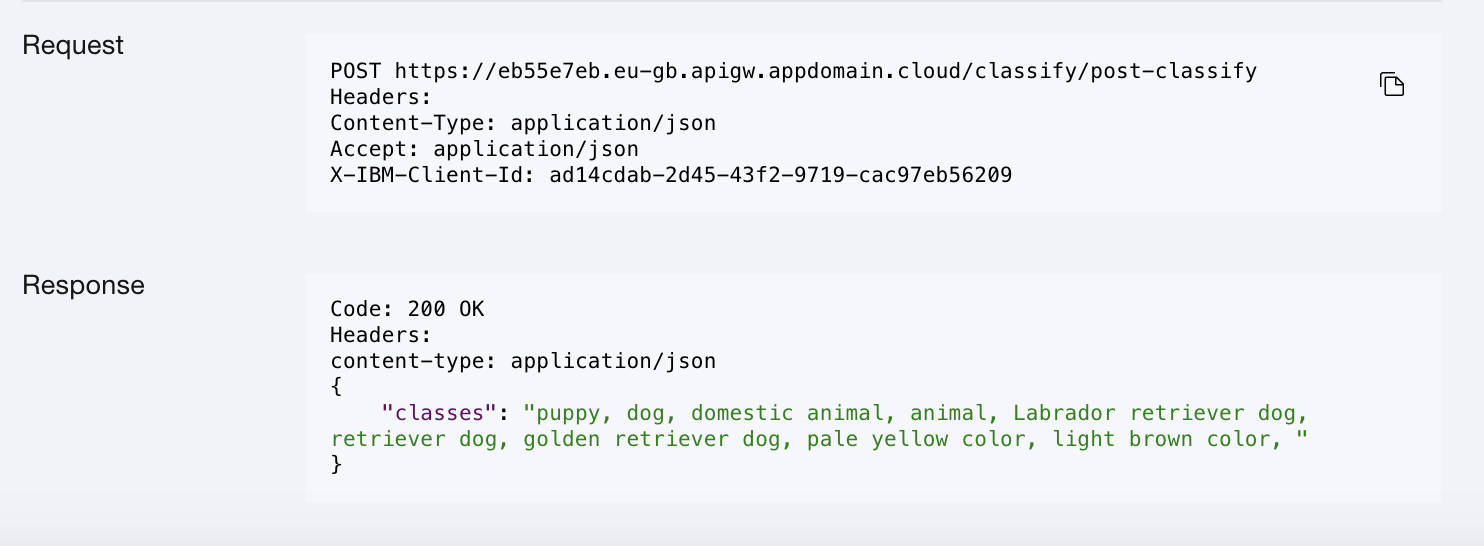 Request
POST https://eb55e7eb.eu-gb.apigw.appdomain.cloud/classify/post-classify
Headers:
Content-Type: application/json
Accept: application/json
X-IBM-Client-Id: ad14cdab-2d45-43f2-9719-cac97eb56209
Response
Code: 200 OK
Headers:
content-type: application/json
{
    "classes": "puppy, dog, domestic animal, animal, Labrador retriever dog,
retriever dog, golden retriever dog, pale yellow color, light brown color, "
}